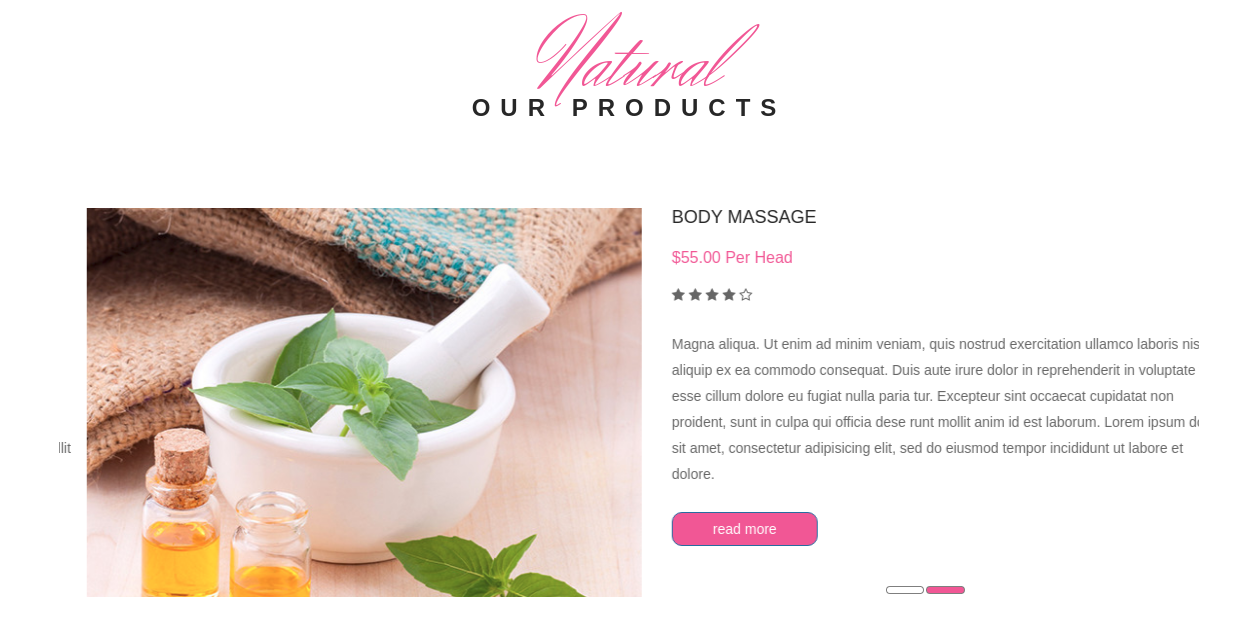 Natural
OUR PRODUCTS
BODY MASSAGE
$55.00 Per Head
Magna aliqua. Ut enim ad minim veniam, quis nostrud exercitation ullamco laboris nis
aliquip ex ea commodo consequat. Duis aute irure dolor in reprehenderit in voluptate
esse cillum dolore eu fugiat nulla paria tur. Excepteur sint occaecat cupidatat non
proident, sunt in culpa qui officia dese runt mollit anim id est laborum. Lorem ipsum do
llit
sit amet, consectetur adipisicing elit, sed do eiusmod tempor incididunt ut labore et
dolore.
read more